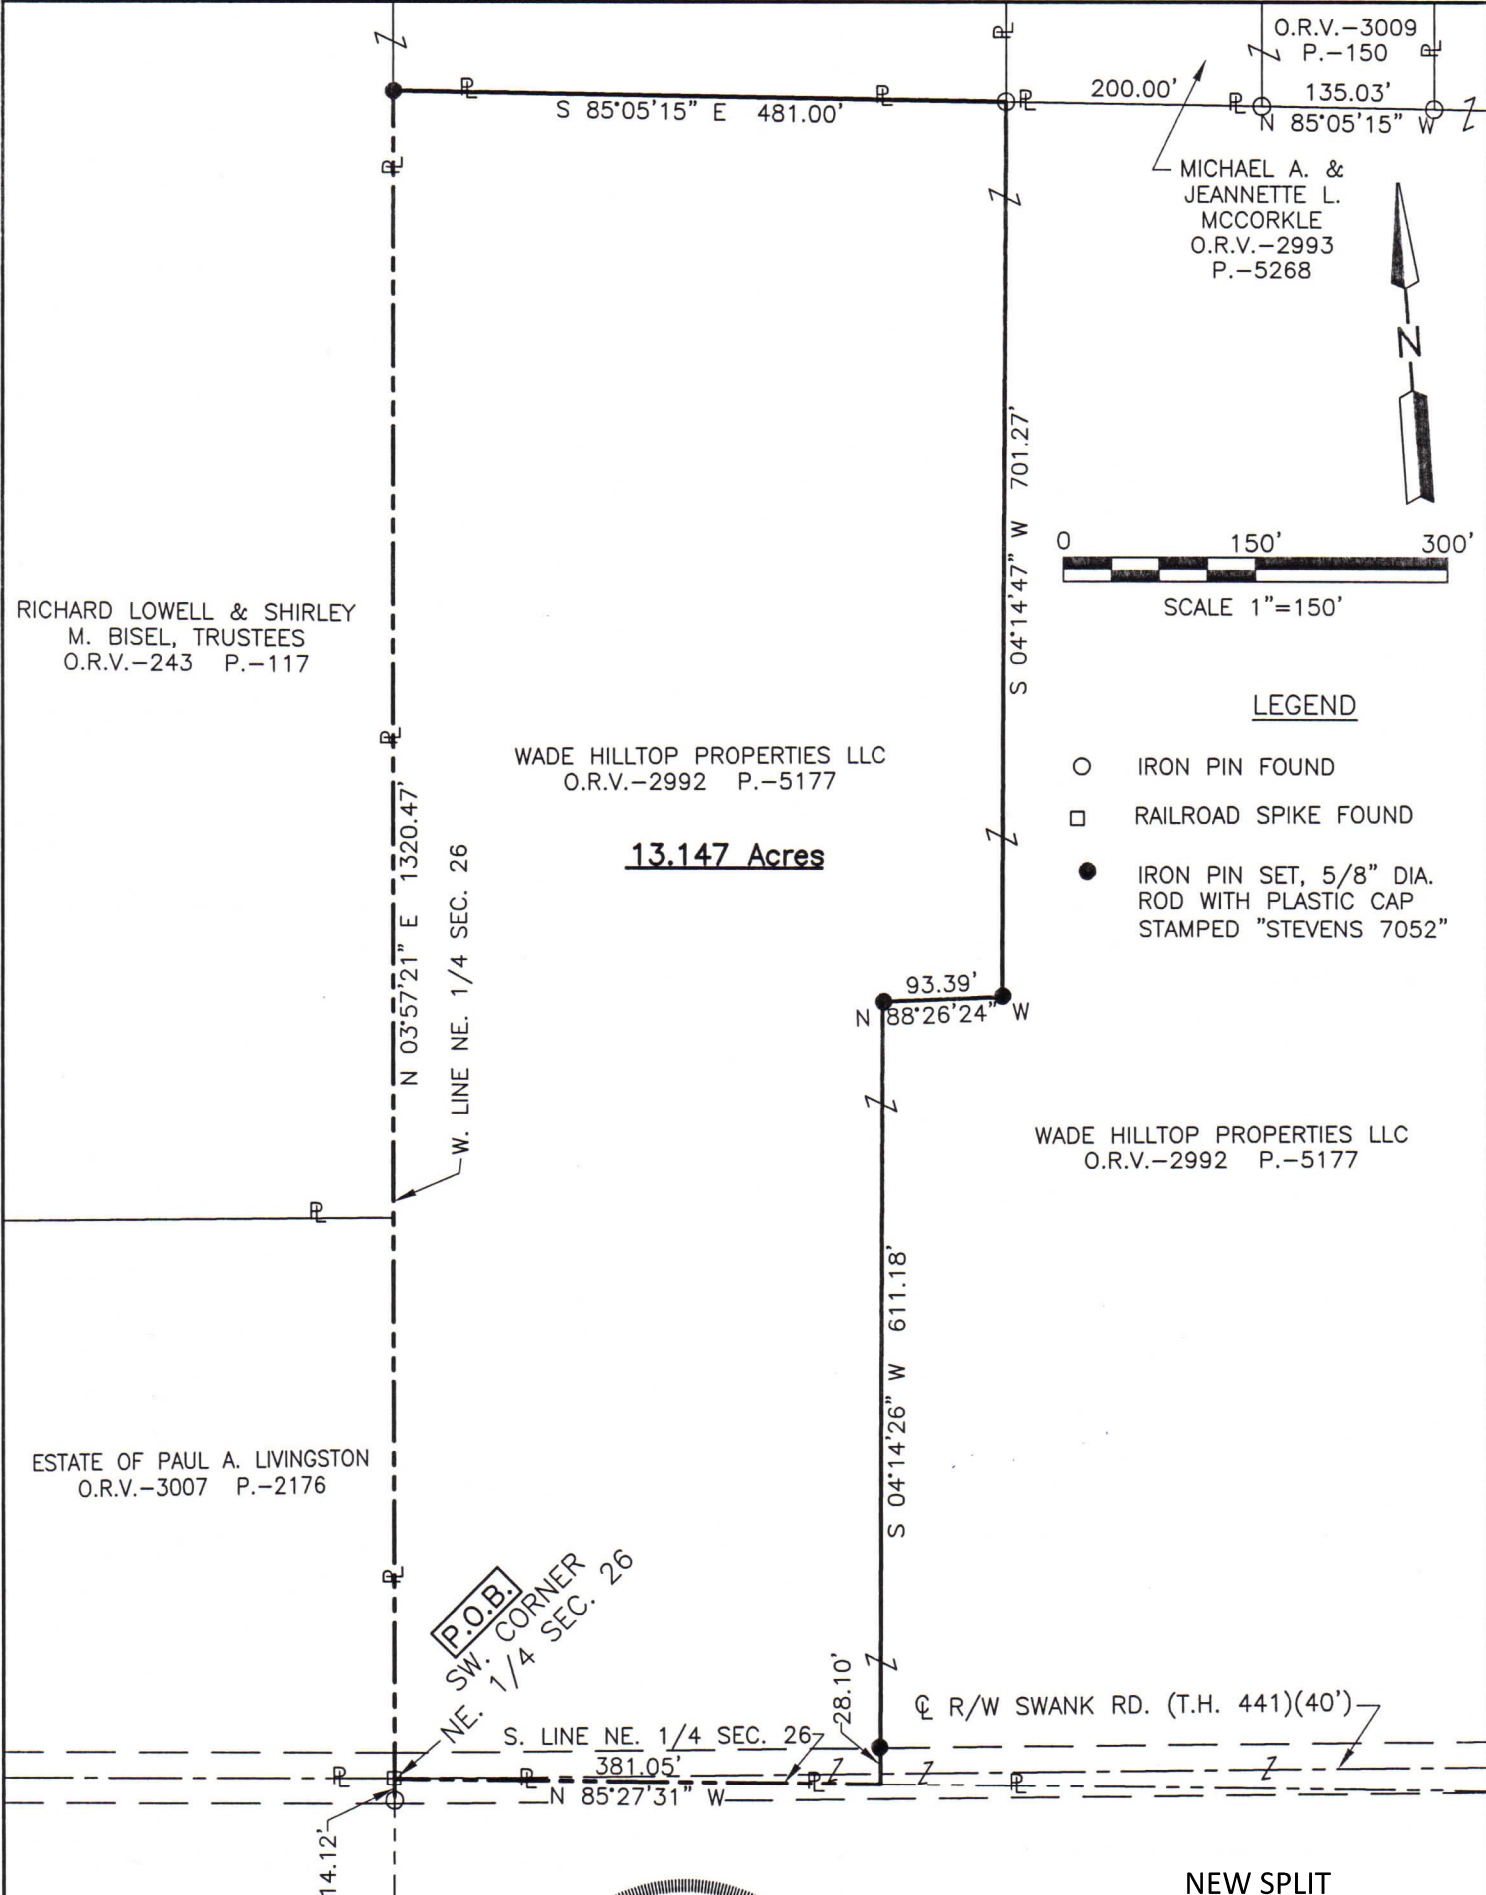 O.R.V.-3009
P.-150
S 85°05'15" E 481.00'
200.00'
135.03'
N 85°05'15" W
MICHAEL A. &
JEANNETTE L.
MCCORKLE
O.R.V.-2993
P.-5268
N
S 04°14'47" W 701.27'
0 150' 300'
SCALE 1"=150'
RICHARD LOWELL & SHIRLEY
M. BISEL, TRUSTEES
O.R.V.-243 P.-117
LEGEND
IRON PIN FOUND
RAILROAD SPIKE FOUND
IRON PIN SET, 5/8" DIA.
ROD WITH PLASTIC CAP
STAMPED "STEVENS 7052"
WADE HILLTOP PROPERTIES LLC
O.R.V.-2992 P.-5177
13.147 Acres
N 03°57'21" E 1320.47'
W. LINE NE. 1/4 SEC. 26
93.39'
N 88°26'24" W
WADE HILLTOP PROPERTIES LLC
O.R.V.-2992 P.-5177
S 04°14'26" W 611.18'
ESTATE OF PAUL A. LIVINGSTON
O.R.V.-3007 P.-2176
P.O.B.
SW. CORNER
NE. 1/4 SEC. 26
28.10'
℄ R/W SWANK RD. (T.H. 441)(40')
S. LINE NE. 1/4 SEC. 26
381.05'
N 85°27'31" W
14.12'
NEW SPLIT